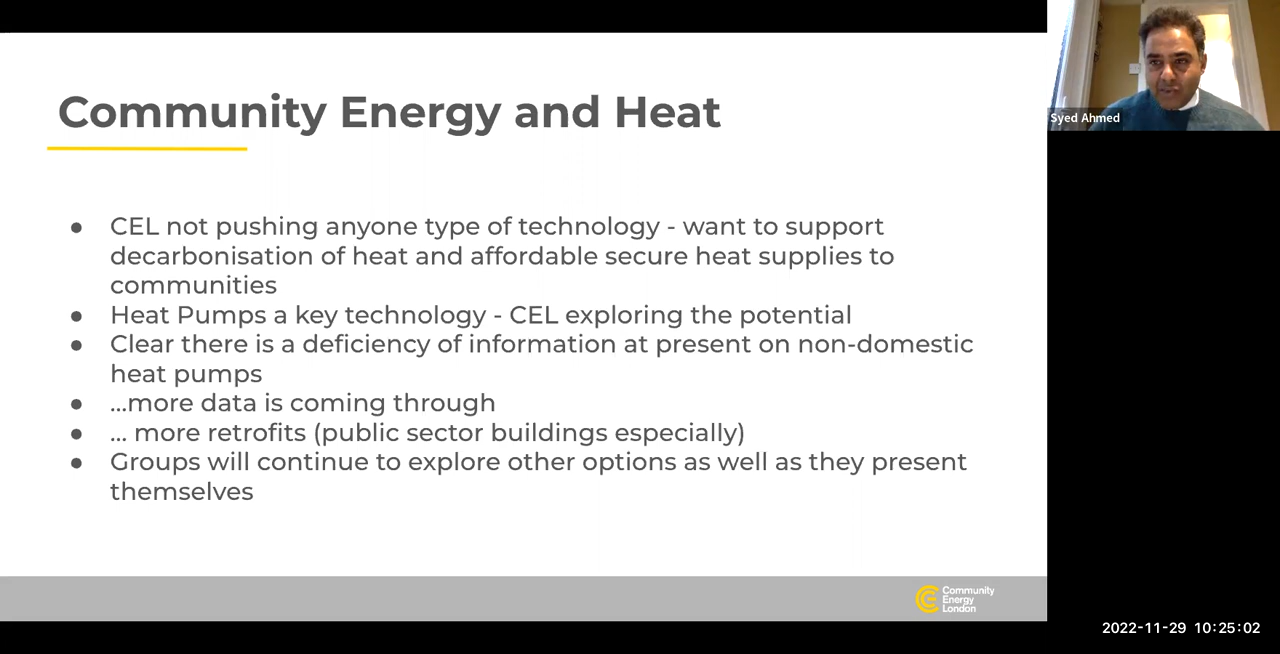 Community Energy and Heat
● CEL not pushing anyone type of technology - want to support
decarbonisation of heat and affordable secure heat supplies to
communities
● Heat Pumps a key technology - CEL exploring the potential
● Clear there is a deficiency of information at present on non-domestic
heat pumps
● ...more data is coming through
● ... more retrofits (public sector buildings especially)
● Groups will continue to explore other options as well as they present
themselves
Community
Energy
London
Syed Ahmed
2022-11-29 10:25:02